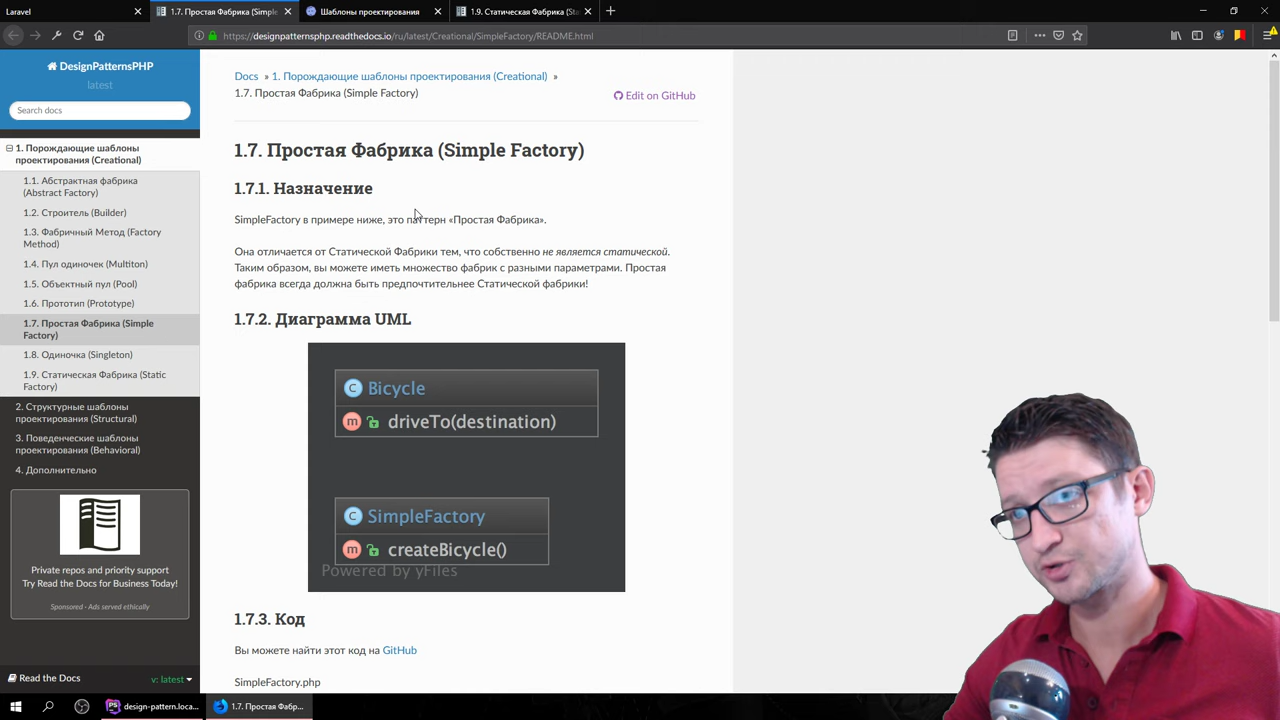 Laravel
1.7. Простая Фабрика (Simple
Шаблоны проектирования
1.9. Статическая Фабрика (Sta
https://designpatternsphp.readthedocs.io/ru/latest/Creational/SimpleFactory/README.html
DesignPatternsPHP
latest
Search docs
1. Порождающие шаблоны
проектирования (Creational)
1.1. Абстрактная фабрика
(Abstract Factory)
1.2. Строитель (Builder)
1.3. Фабричный Метод (Factory
Method)
1.4. Пул одиночек (Multiton)
1.5. Объектный пул (Pool)
1.6. Прототип (Prototype)
1.7. Простая Фабрика (Simple
Factory)
1.8. Одиночка (Singleton)
1.9. Статическая Фабрика (Static
Factory)
2. Структурные шаблоны
проектирования (Structural)
3. Поведенческие шаблоны
проектирования (Behavioral)
4. Дополнительно
Private repos and priority support
Try Read the Docs for Business Today!
Sponsored · Ads served ethically
Read the Docs
v: latest
Docs » 1. Порождающие шаблоны проектирования (Creational) »
1.7. Простая Фабрика (Simple Factory)
Edit on GitHub
1.7. Простая Фабрика (Simple Factory)
1.7.1. Назначение
SimpleFactory в примере ниже, это паттерн «Простая Фабрика».
Она отличается от Статической Фабрики тем, что собственно не является статической.
Таким образом, вы можете иметь множество фабрик с разными параметрами. Простая
фабрика всегда должна быть предпочтительнее Статической фабрики!
1.7.2. Диаграмма UML
C Bicycle
m driveTo(destination)
C SimpleFactory
m createBicycle()
Powered by yFiles
1.7.3. Код
Вы можете найти этот код на GitHub
SimpleFactory.php
PS design-pattern.loca...
1.7. Простая Фабр...